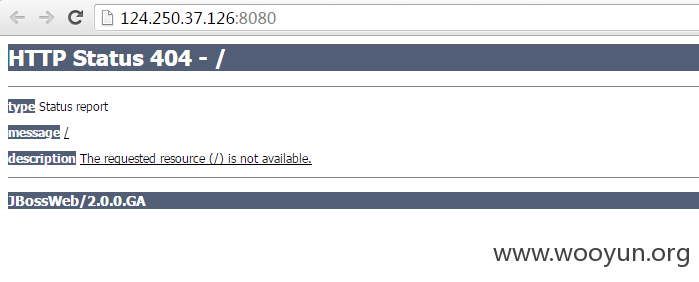 124.250.37.126:8080
HTTP Status 404 - /
type Status report
message /
description The requested resource (/) is not available.
JBossWeb/2.0.0.GA
www.wooyun.org